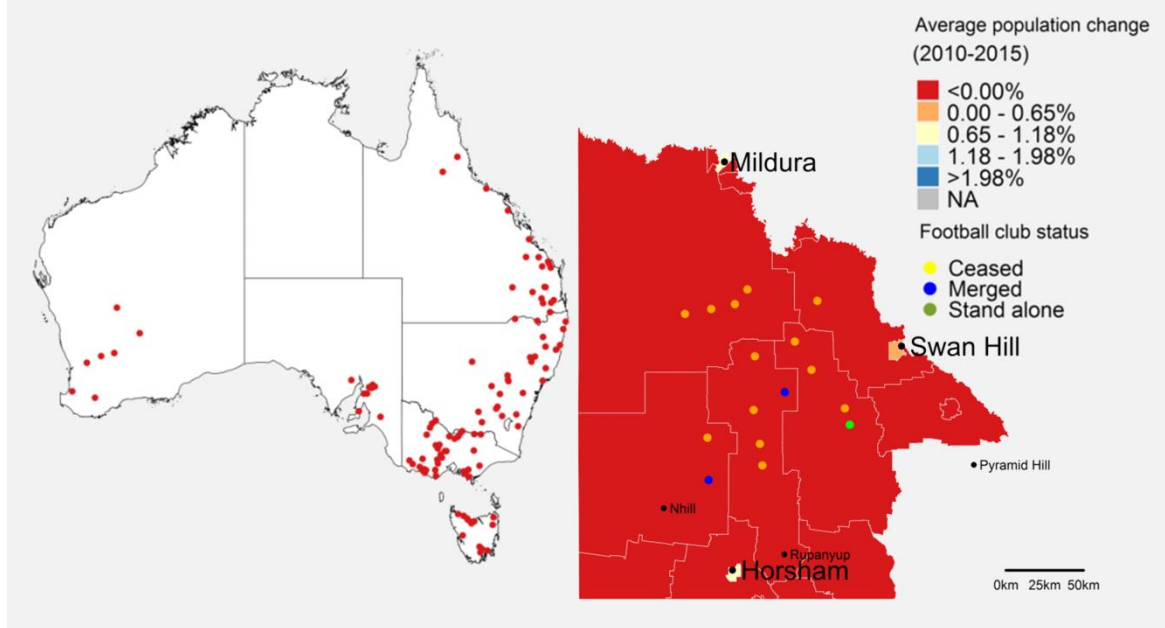 Average population change
(2010-2015)
<0.00%
0.00 - 0.65%
0.65 - 1.18%
1.18 - 1.98%
>1.98%
NA
Football club status
Ceased
Merged
Stand alone
Mildura
Swan Hill
Pyramid Hill
Nhill
Rupanyup
Horsham
0km 25km 50km